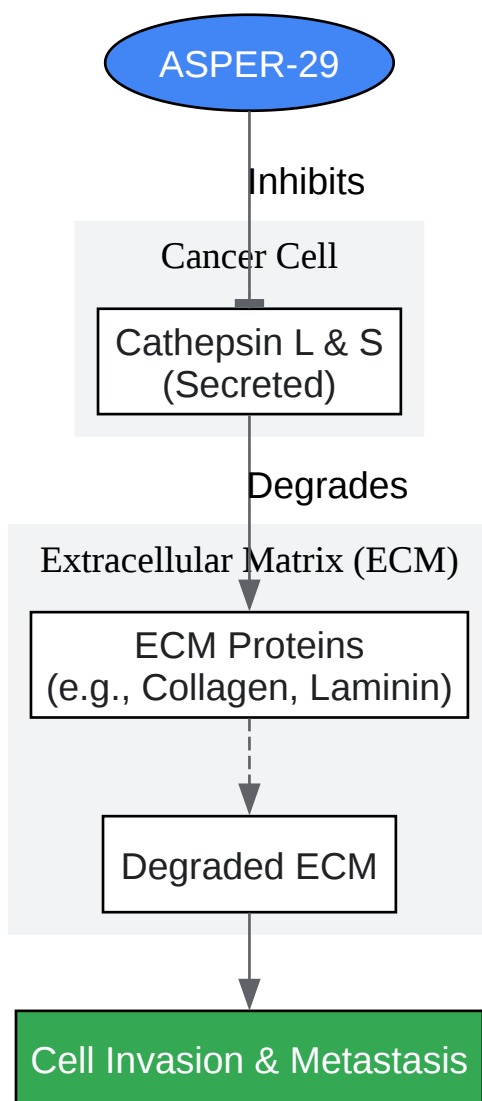 ASPER-29
Inhibits
Cancer Cell
Cathepsin L & S
(Secreted)
Degrades
Extracellular Matrix (ECM)
ECM Proteins
(e.g., Collagen, Laminin)
Degraded ECM
Cell Invasion & Metastasis